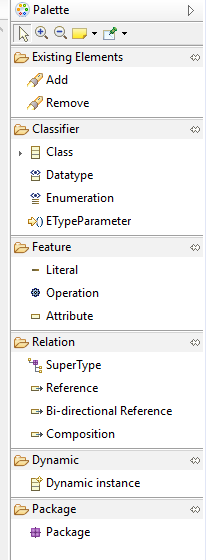 Palette
Existing Elements
Add
Remove
Classifier
Class
Datatype
Enumeration
ETypeParameter
Feature
Literal
Operation
Attribute
Relation
SuperType
Reference
Bi-directional Reference
Composition
Dynamic
Dynamic instance
Package
Package